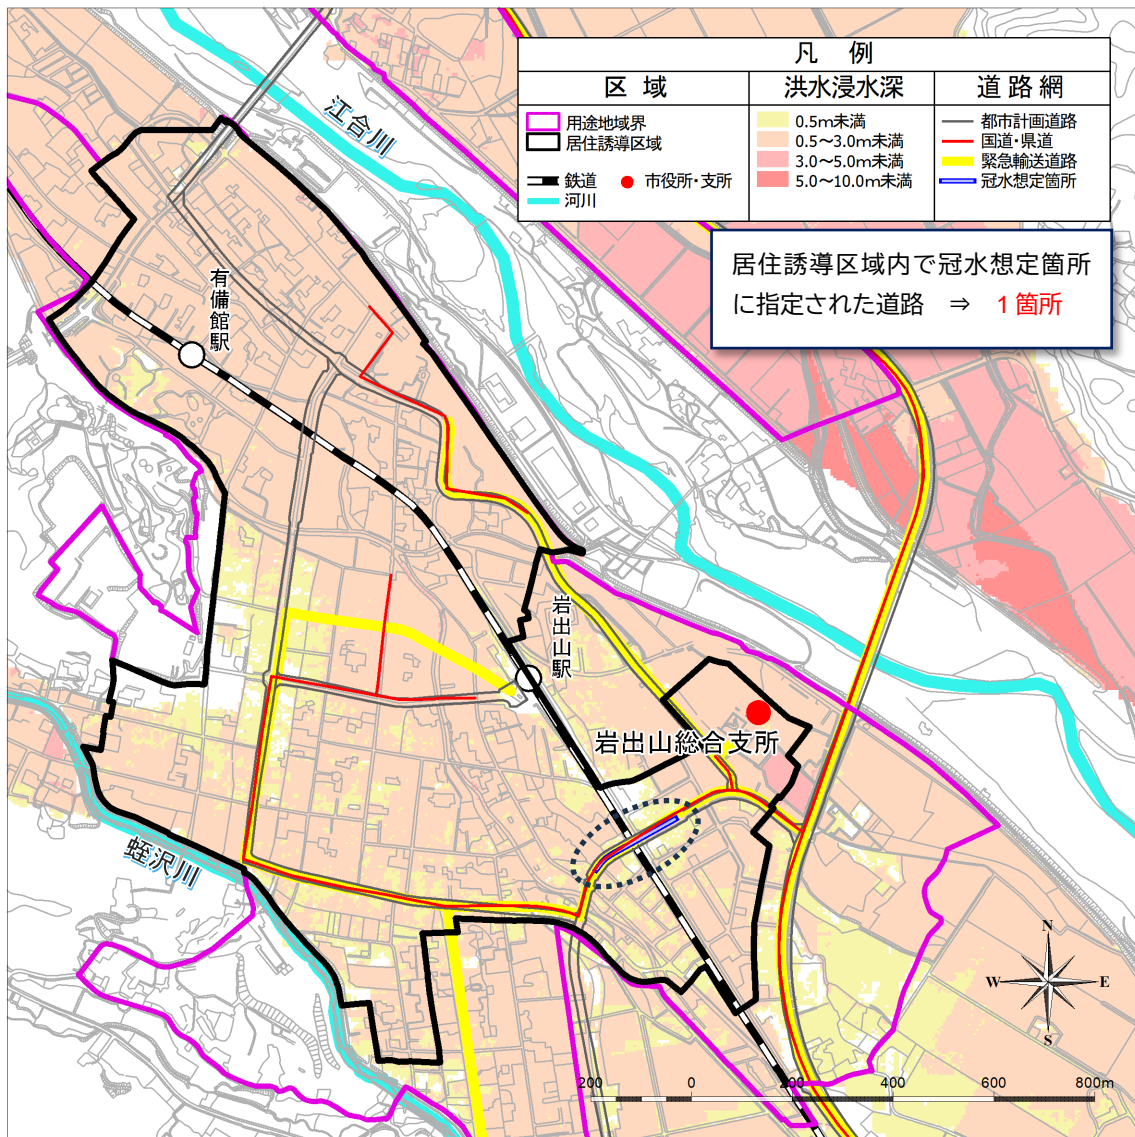 凡 例
区 域
洪水浸水深
道路網
用途地域界
居住誘導区域
鉄道
市役所・支所
河川
0.5m未満
0.5～3.0m未満
3.0～5.0m未満
5.0～10.0m未満
都市計画道路
国道・県道
緊急輸送道路
冠水想定箇所
居住誘導区域内で冠水想定箇所
に指定された道路 ⇒ 1箇所
江合川
有備館駅
岩出山駅
岩出山総合支所
蛭沢川
N
W
E
S
200 0 200 400 600 800m